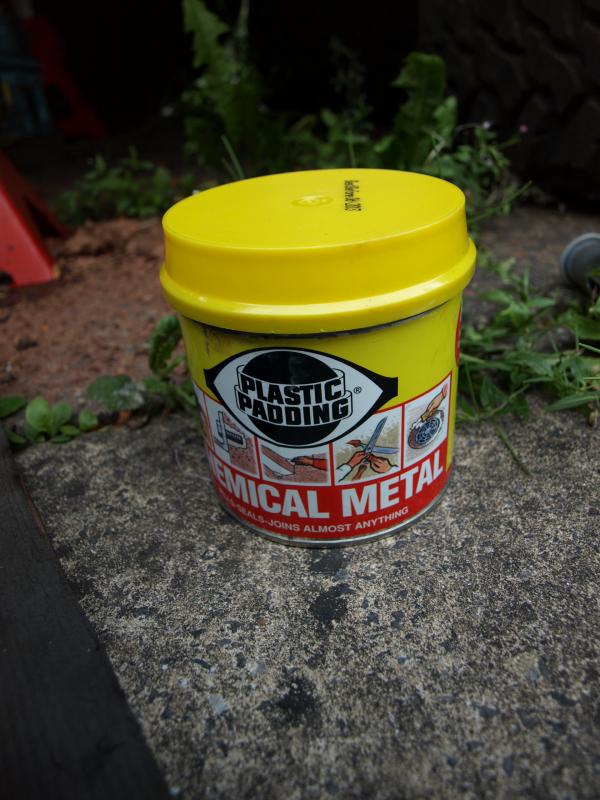 PLASTIC
PADDING®
EMICAL METAL
S-SEALS-JOINS ALMOST ANYTHING